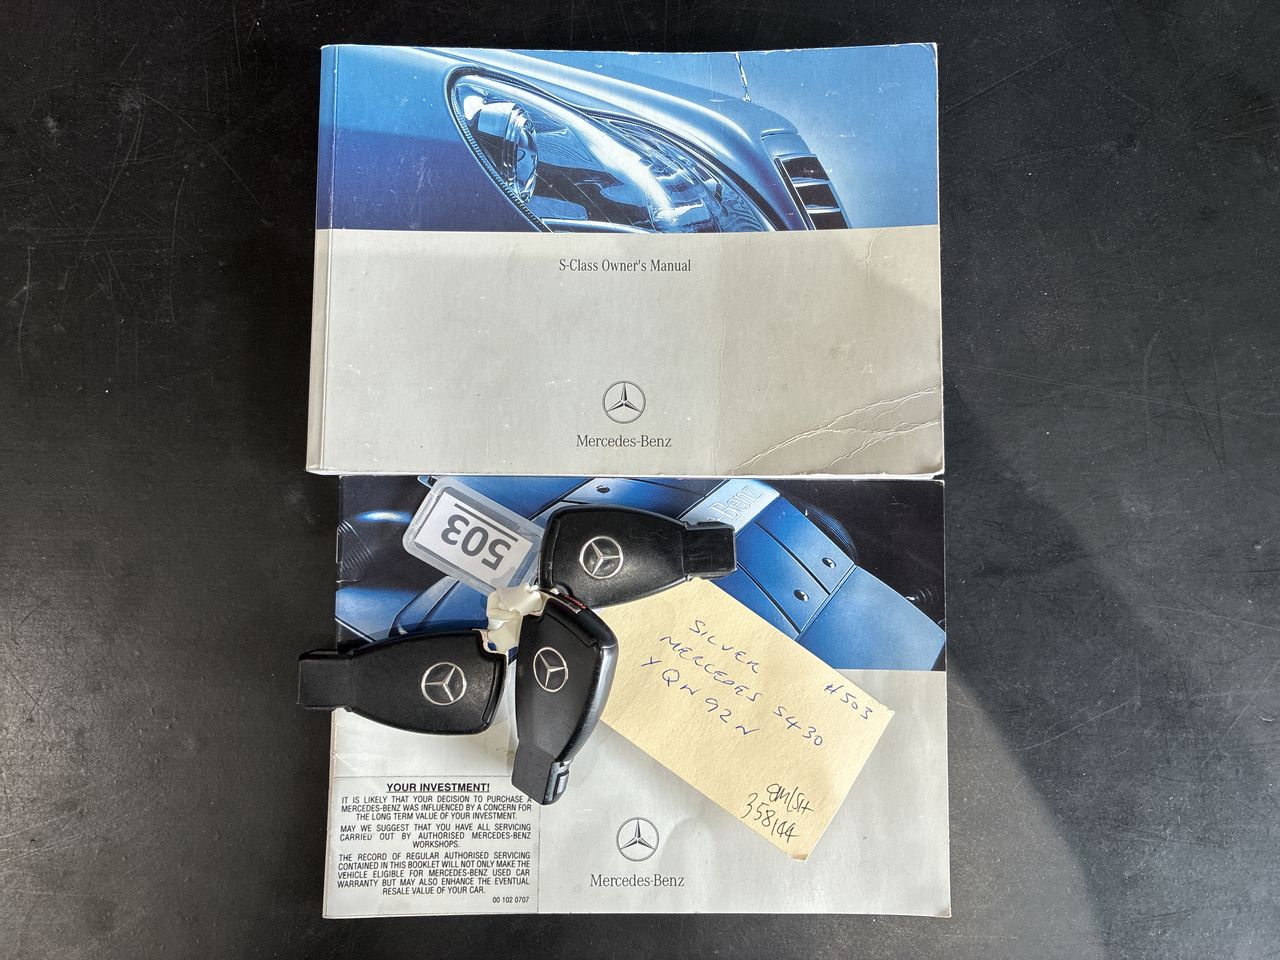 S-Class Owner's Manual
Mercedes-Benz
-Benz
503
SILVER
MERCEDES S430
YQW92N
#503
OM/SH
358144
YOUR INVESTMENT!
IT IS LIKELY THAT YOUR DECISION TO PURCHASE A
MERCEDES-BENZ WAS INFLUENCED BY A CONCERN FOR
THE LONG TERM VALUE OF YOUR INVESTMENT.
MAY WE SUGGEST THAT YOU HAVE ALL SERVICING
CARRIED OUT BY AUTHORISED MERCEDES-BENZ
WORKSHOPS.
THE RECORD OF REGULAR AUTHORISED SERVICING
CONTAINED IN THIS BOOKLET WILL NOT ONLY MAKE THE
VEHICLE ELIGIBLE FOR MERCEDES-BENZ USED CAR
WARRANTY BUT MAY ALSO ENHANCE THE EVENTUAL
RESALE VALUE OF YOUR CAR.
00 102 0707
Mercedes-Benz